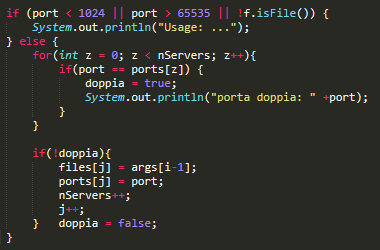 if (port < 1024 || port > 65535 || !f.isFile()) {
    System.out.println("Usage: ...");
} else {
    for(int z = 0; z < nServers; z++){
        if(port == ports[z]) {
            doppia = true;
            System.out.println("porta doppia: " +port);
        }
    }

    if(!doppia){
        files[j] = args[i-1];
        ports[j] = port;
        nServers++;
        j++;
    }   doppia = false;
}